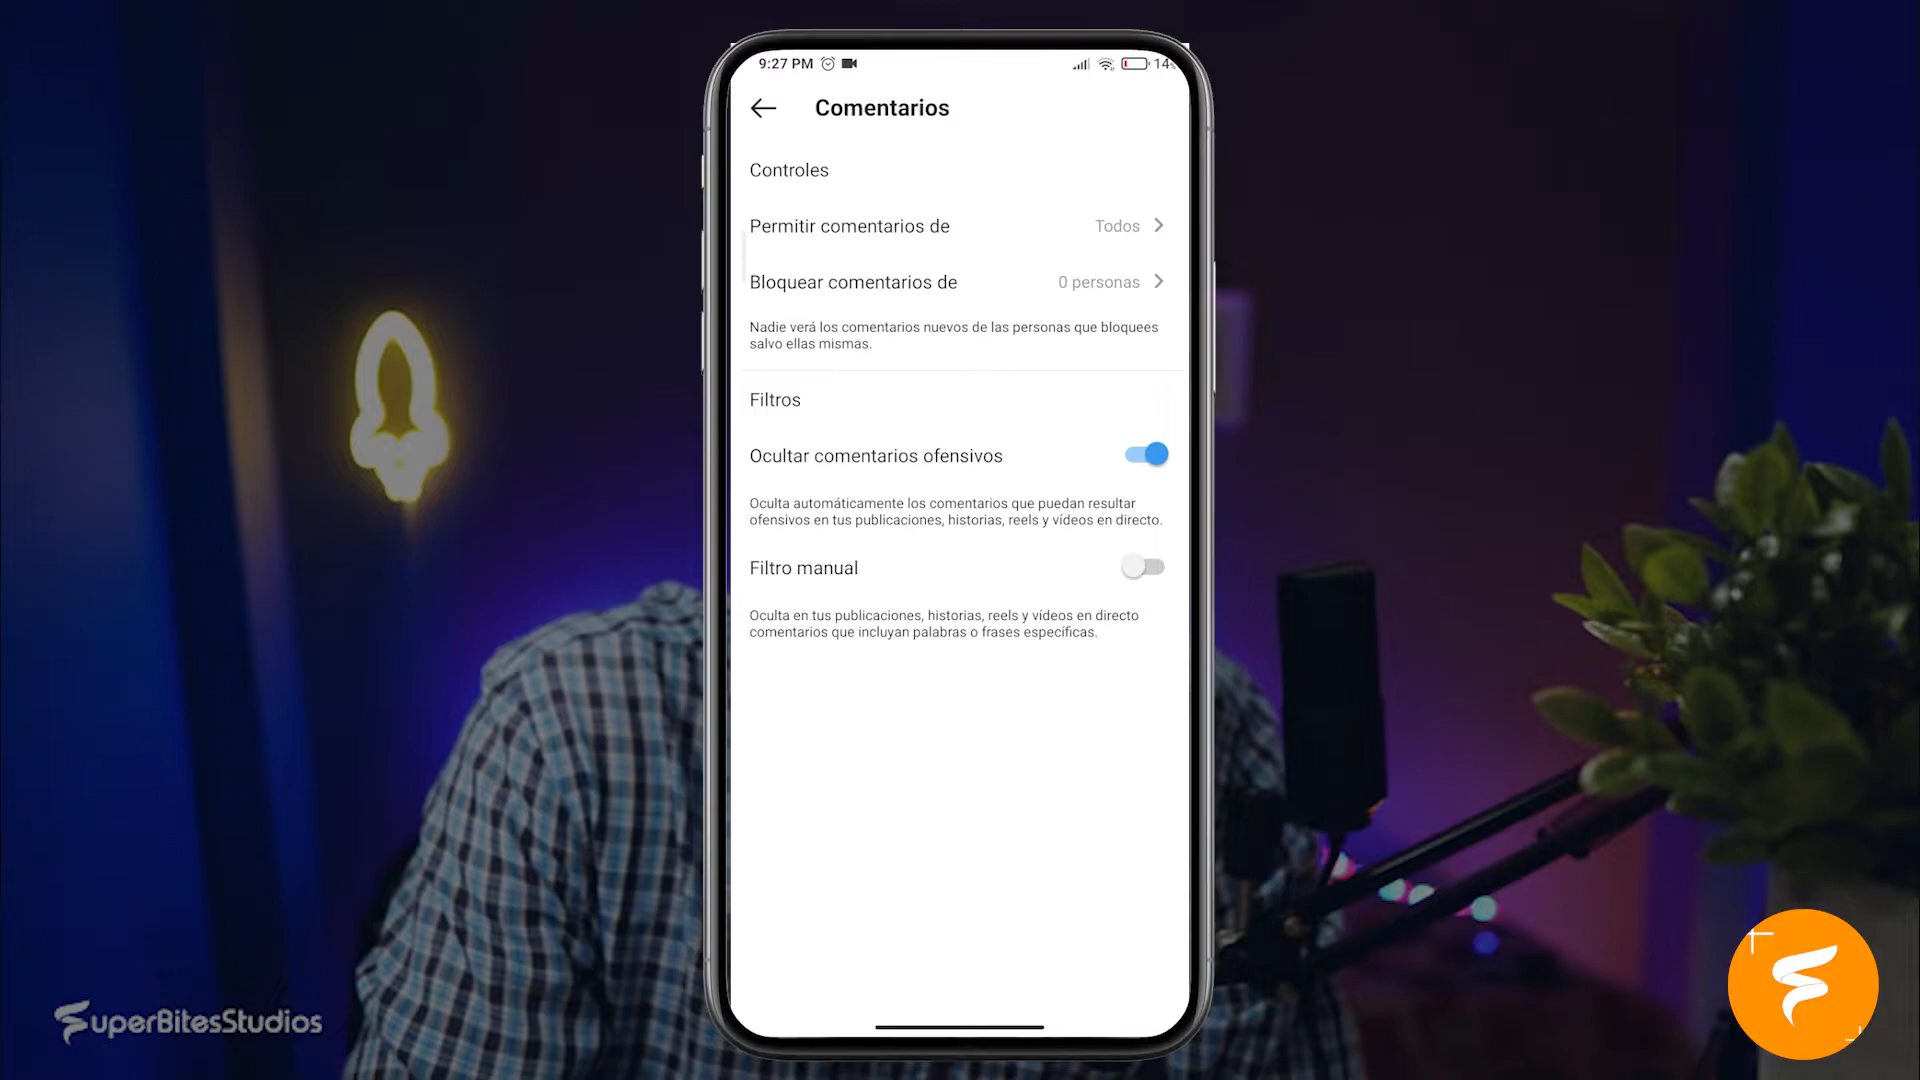 9:27 PM 14%
Comentarios
Controles
Permitir comentarios de Todos
Bloquear comentarios de 0 personas
Nadie verá los comentarios nuevos de las personas que bloquees
salvo ellas mismas.
Filtros
Ocultar comentarios ofensivos
Oculta automáticamente los comentarios que puedan resultar
ofensivos en tus publicaciones, historias, reels y vídeos en directo.
Filtro manual
Oculta en tus publicaciones, historias, reels y vídeos en directo
comentarios que incluyan palabras o frases específicas.
SuperBitesStudios